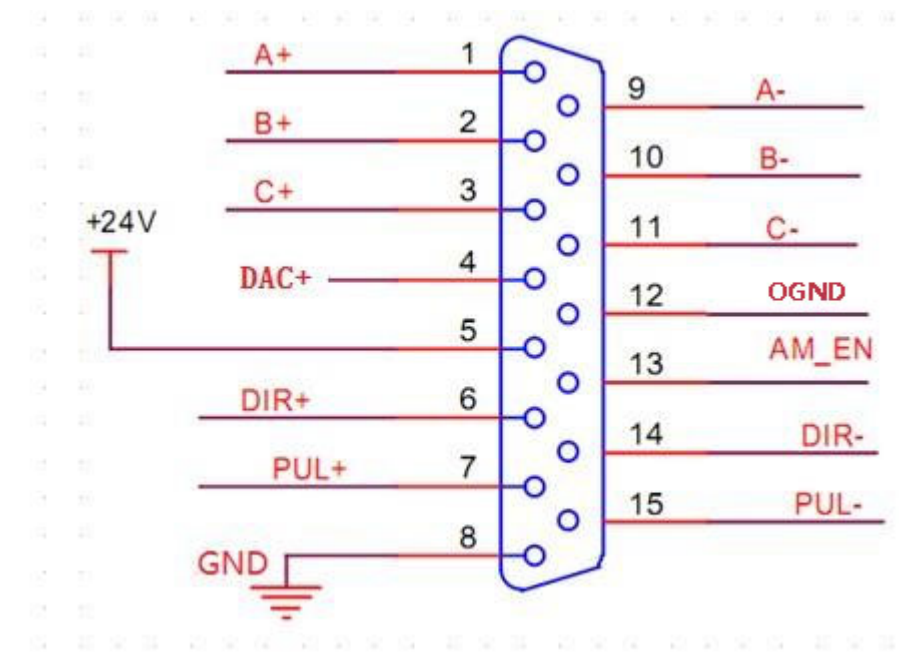 A+ 1
9 A-
B+ 2
10 B-
C+ 3
11 C-
+24V
DAC+ 4
12 OGND
5
13 AM_EN
DIR+ 6
14 DIR-
PUL+ 7
15 PUL-
8
GND